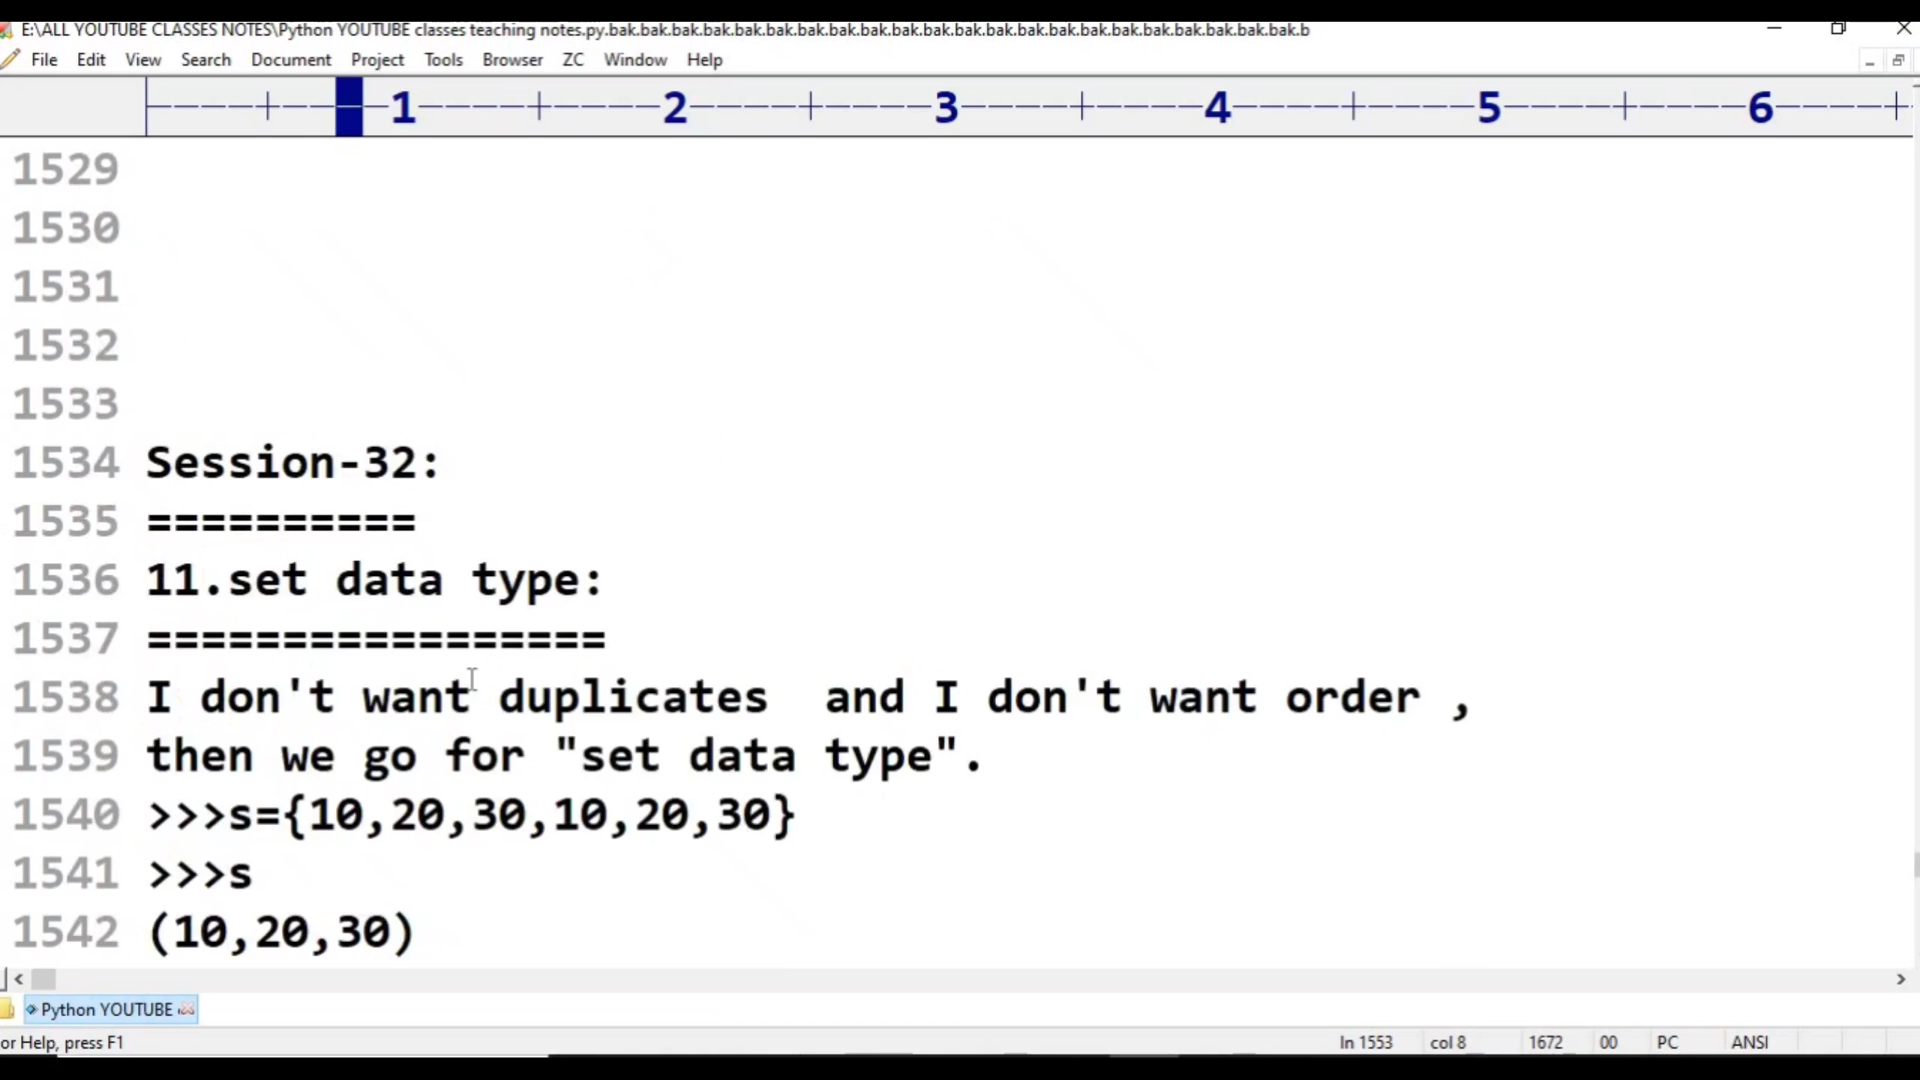 E:\ALL YOUTUBE CLASSES NOTES\Python YOUTUBE classes teaching notes.py.bak.bak.bak.bak.bak.bak.bak.bak.bak.bak.bak.bak.bak.bak.bak.bak.bak.bak.bak.bak.bak.bak.b
File Edit View Search Document Project Tools Browser ZC Window Help
----+----1----+----2----+----3----+----4----+----5----+----6----+
1529
1530
1531
1532
1533
1534 Session-32:
1535 ==========
1536 11.set data type:
1537 =================
1538 I don't want duplicates  and I don't want order ,
1539 then we go for "set data type".
1540 >>>s={10,20,30,10,20,30}
1541 >>>s
1542 (10,20,30)
Python YOUTUBE
or Help, press F1 ln 1553 col 8 1672 00 PC ANSI